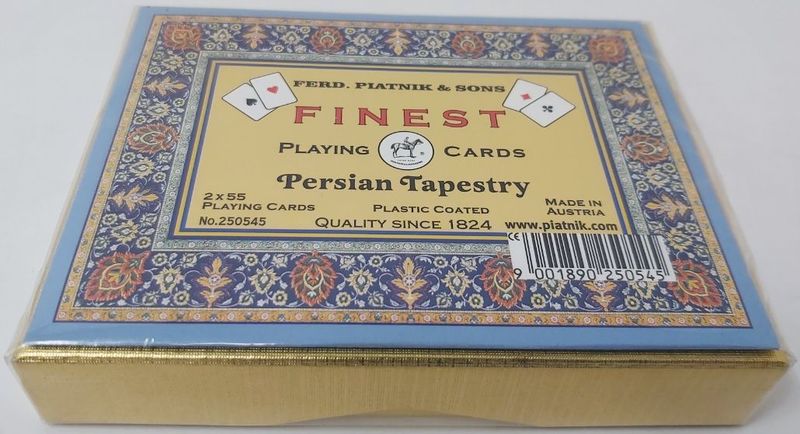 FERD. PIATNIK & SONS
FINEST
PLAYING ® CARDS
Persian Tapestry
2 x 55
PLAYING CARDS
No.250545
PLASTIC COATED
QUALITY SINCE 1824
MADE IN
AUSTRIA
www.piatnik.com
CE
9 001890 250545